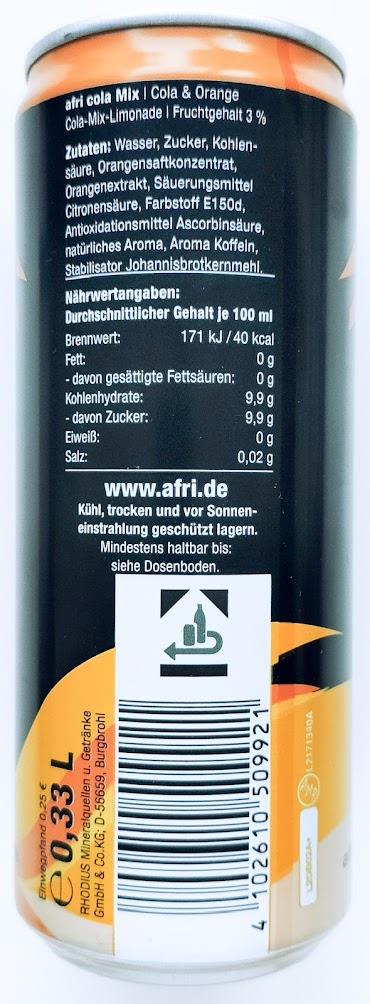 afri cola Mix | Cola & Orange
Cola-Mix-Limonade | Fruchtgehalt 3 %
Zutaten: Wasser, Zucker, Kohlen-
säure, Orangensaftkonzentrat,
Orangenextrakt, Säuerungsmittel
Citronensäure, Farbstoff E150d,
Antioxidationsmittel Ascorbinsäure,
natürliches Aroma, Aroma Koffein,
Stabilisator Johannisbrotkernmehl.
Nährwertangaben:
Durchschnittlicher Gehalt je 100 ml
Brennwert: 171 kJ / 40 kcal
Fett: 0 g
- davon gesättigte Fettsäuren: 0 g
Kohlenhydrate: 9,9 g
- davon Zucker: 9,9 g
Eiweiß: 0 g
Salz: 0,02 g
www.afri.de
Kühl, trocken und vor Sonnen-
einstrahlung geschützt lagern.
Mindestens haltbar bis:
siehe Dosenboden.
Einwegpfand 0,25 €
e 0,33 L
RHODIUS Mineralquellen u. Getränke
GmbH & Co.KG; D-56659, Burgbrohl
4 102610 509921
L2171340A